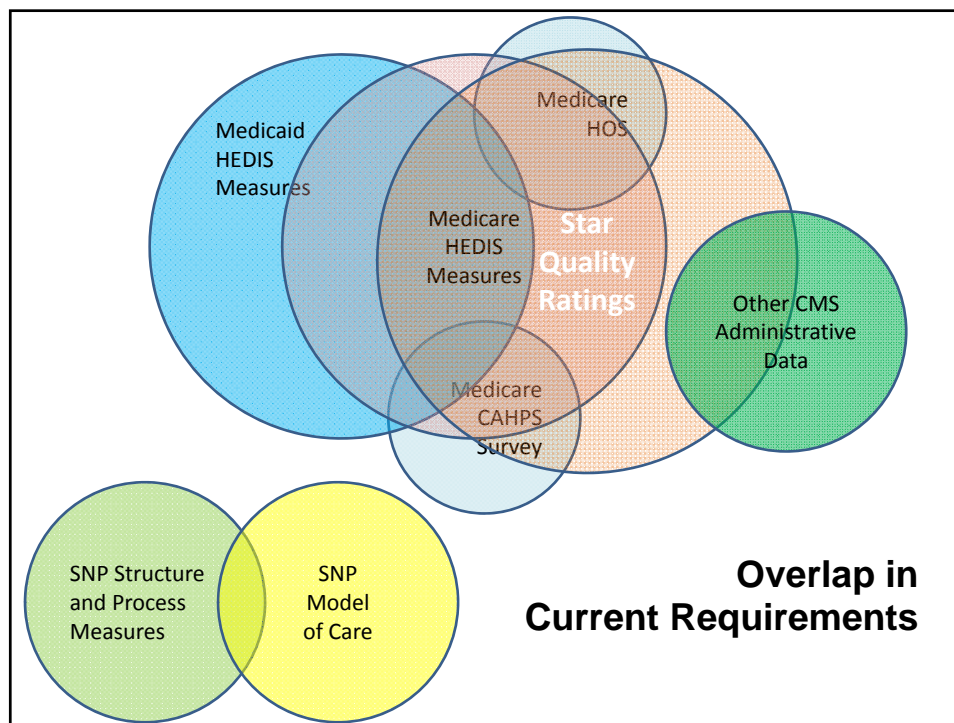 Medicare
HOS
Medicaid
HEDIS
Measures
Medicare
HEDIS
Measures
Star
Quality
Ratings
Other CMS
Administrative
Data
Medicare
CAHPS
Survey
SNP Structure
and Process
Measures
SNP
Model
of Care
Overlap in
Current Requirements